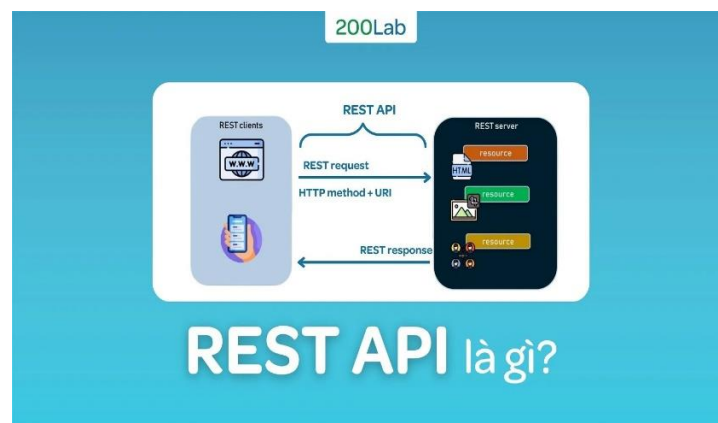 200Lab
REST API
REST clients
REST server
WWW.
resource
REST request
HTML
HTTP method + URI
resource
REST response
resource
REST API là gì?